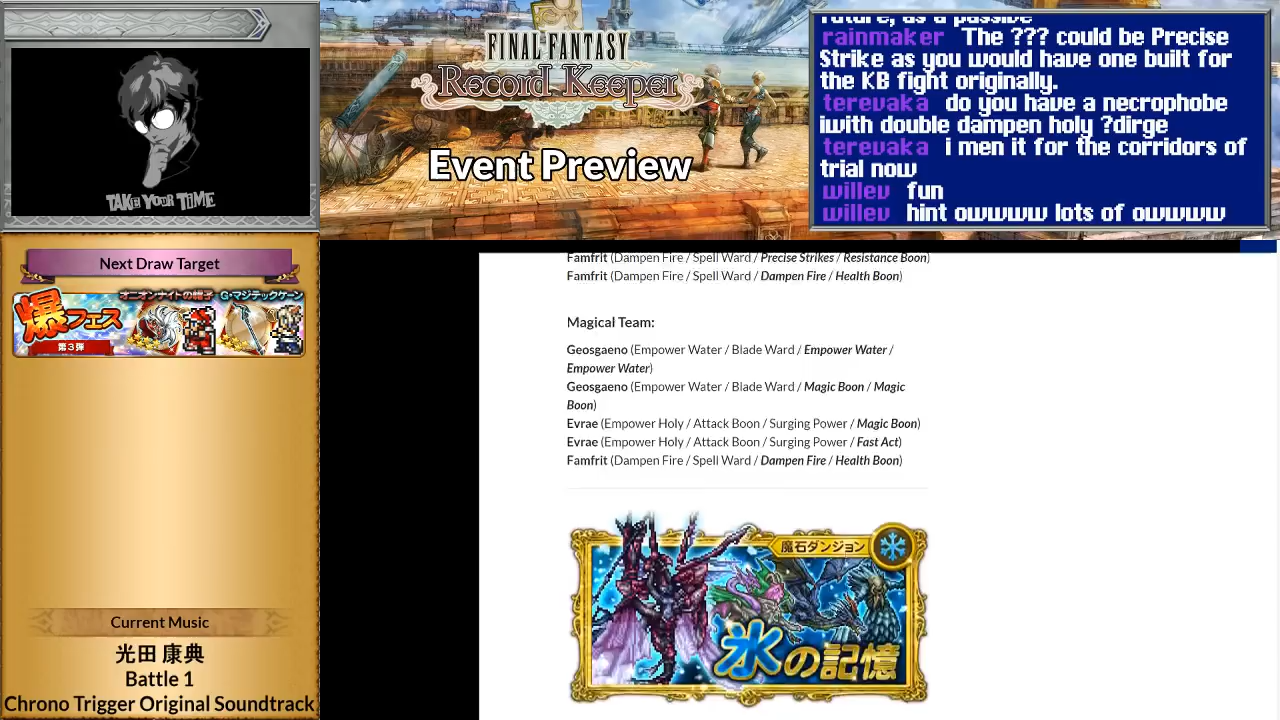 TAKE YOUR TIME
FINAL FANTASY
Record Keeper
Event Preview
future, as a passive
rainmaker The ??? could be Precise
Strike as you would have one built for
the KB fight originally.
terevaka do you have a necrophobe
iwith double dampen holy ?dirge
terevaka i men it for the corridors of
trial now
willev fun
willev hint owwww lots of owwww
Next Draw Target
オニオンナイトの帽子 G・マジテックケーン
爆フェス
第3弾
Current Music
光田 康典
Battle 1
Chrono Trigger Original Soundtrack
Famfrit (Dampen Fire / Spell Ward / Precise Strikes / Resistance Boon)
Famfrit (Dampen Fire / Spell Ward / Dampen Fire / Health Boon)
Magical Team:
Geosgaeno (Empower Water / Blade Ward / Empower Water /
Empower Water)
Geosgaeno (Empower Water / Blade Ward / Magic Boon / Magic
Boon)
Evrae (Empower Holy / Attack Boon / Surging Power / Magic Boon)
Evrae (Empower Holy / Attack Boon / Surging Power / Fast Act)
Famfrit (Dampen Fire / Spell Ward / Dampen Fire / Health Boon)
魔石ダンジョン
氷の記憶